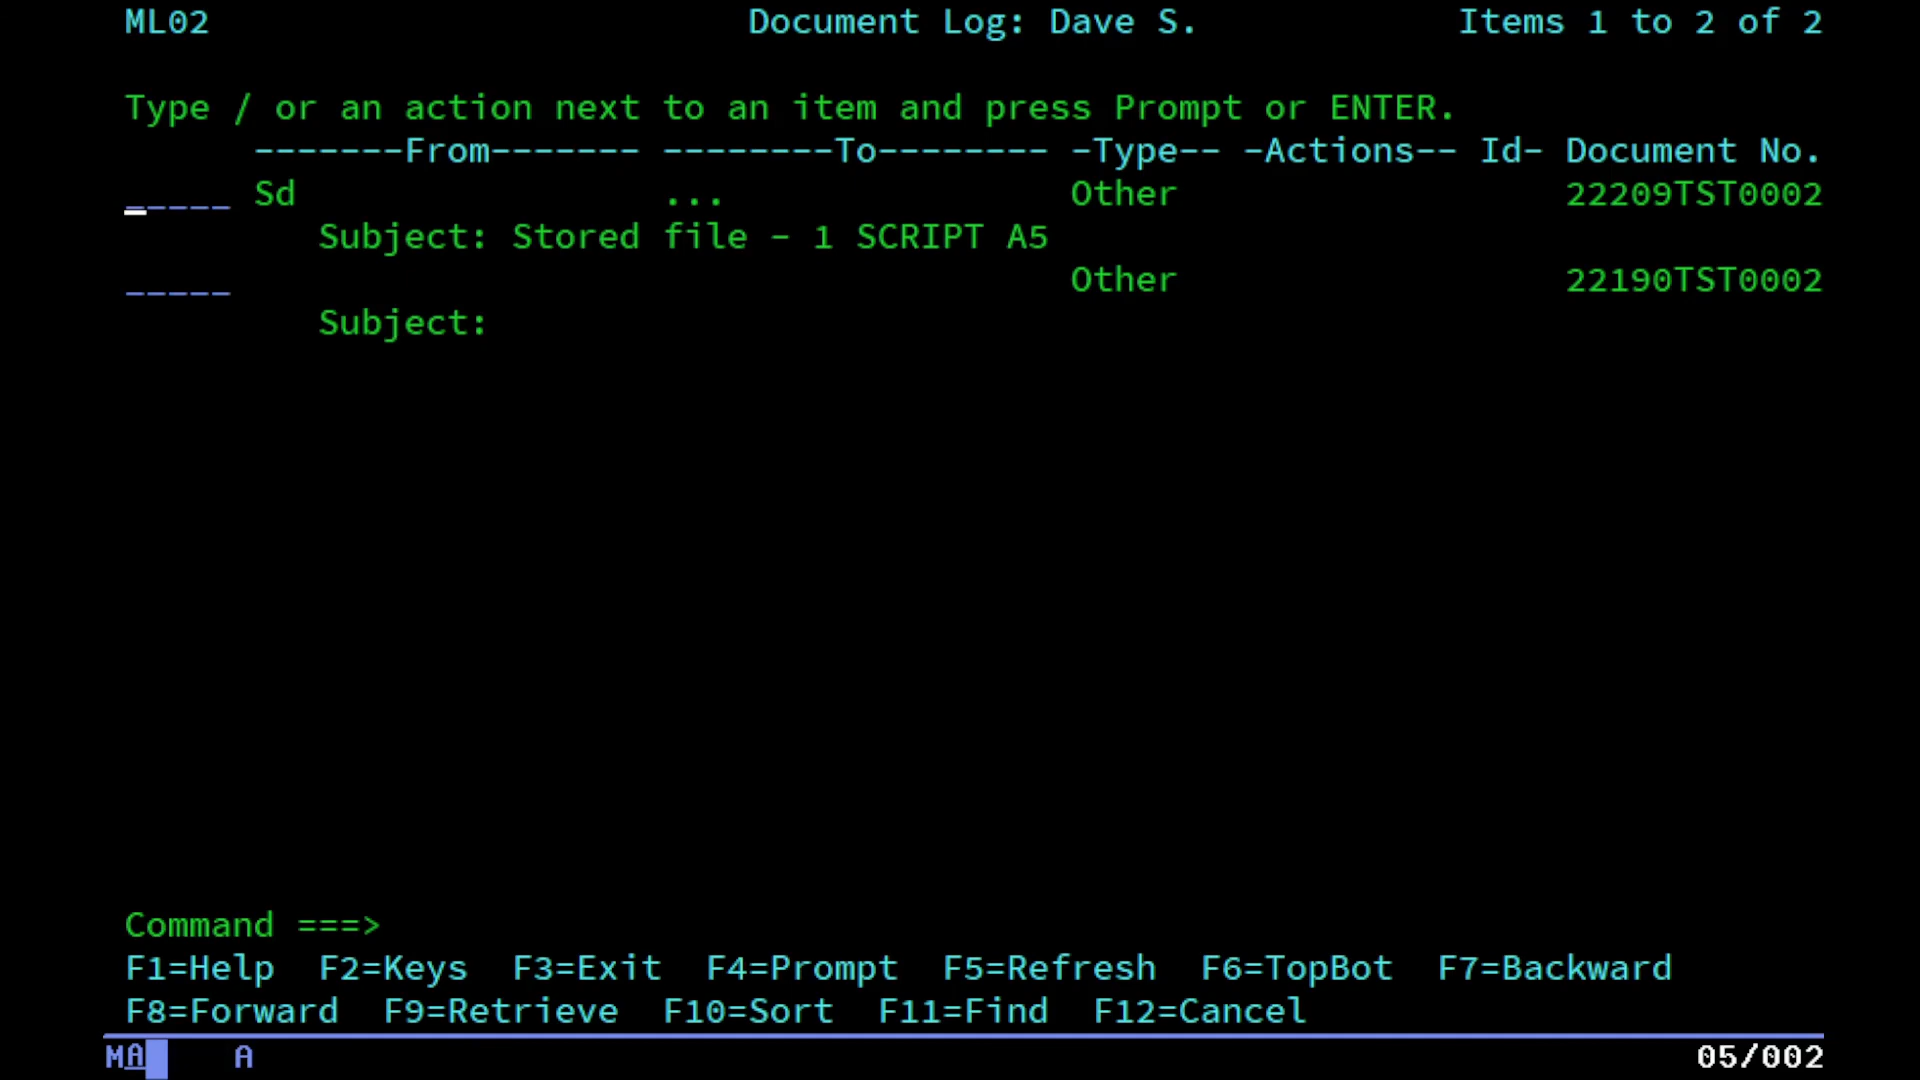 ML02 Document Log: Dave S. Items 1 to 2 of 2
Type / or an action next to an item and press Prompt or ENTER.
-------From------- --------To-------- -Type-- -Actions-- Id- Document No.
_____ Sd ... Other 22209TST0002
Subject: Stored file - 1 SCRIPT A5
_____ Other 22190TST0002
Subject:
Command ===>
F1=Help F2=Keys F3=Exit F4=Prompt F5=Refresh F6=TopBot F7=Backward
F8=Forward F9=Retrieve F10=Sort F11=Find F12=Cancel
MA A 05/002